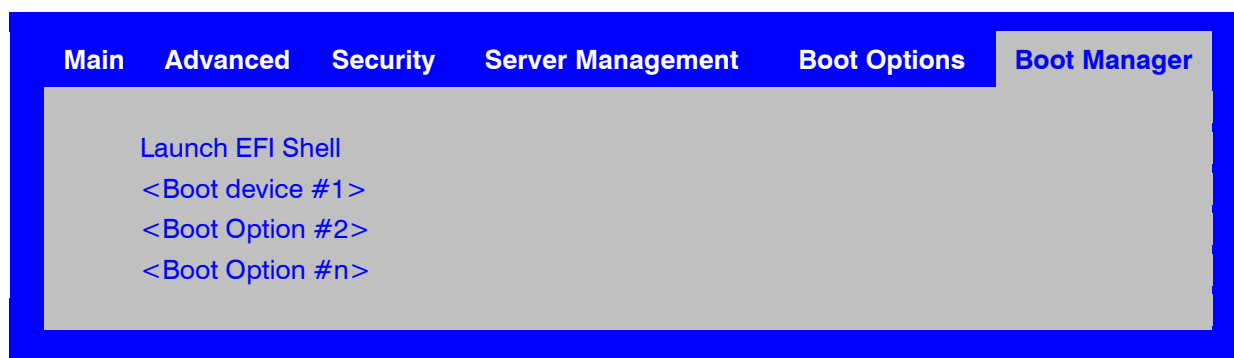 Main Advanced Security Server Management Boot Options Boot Manager
Launch EFI Shell
<Boot device #1>
<Boot Option #2>
<Boot Option #n>